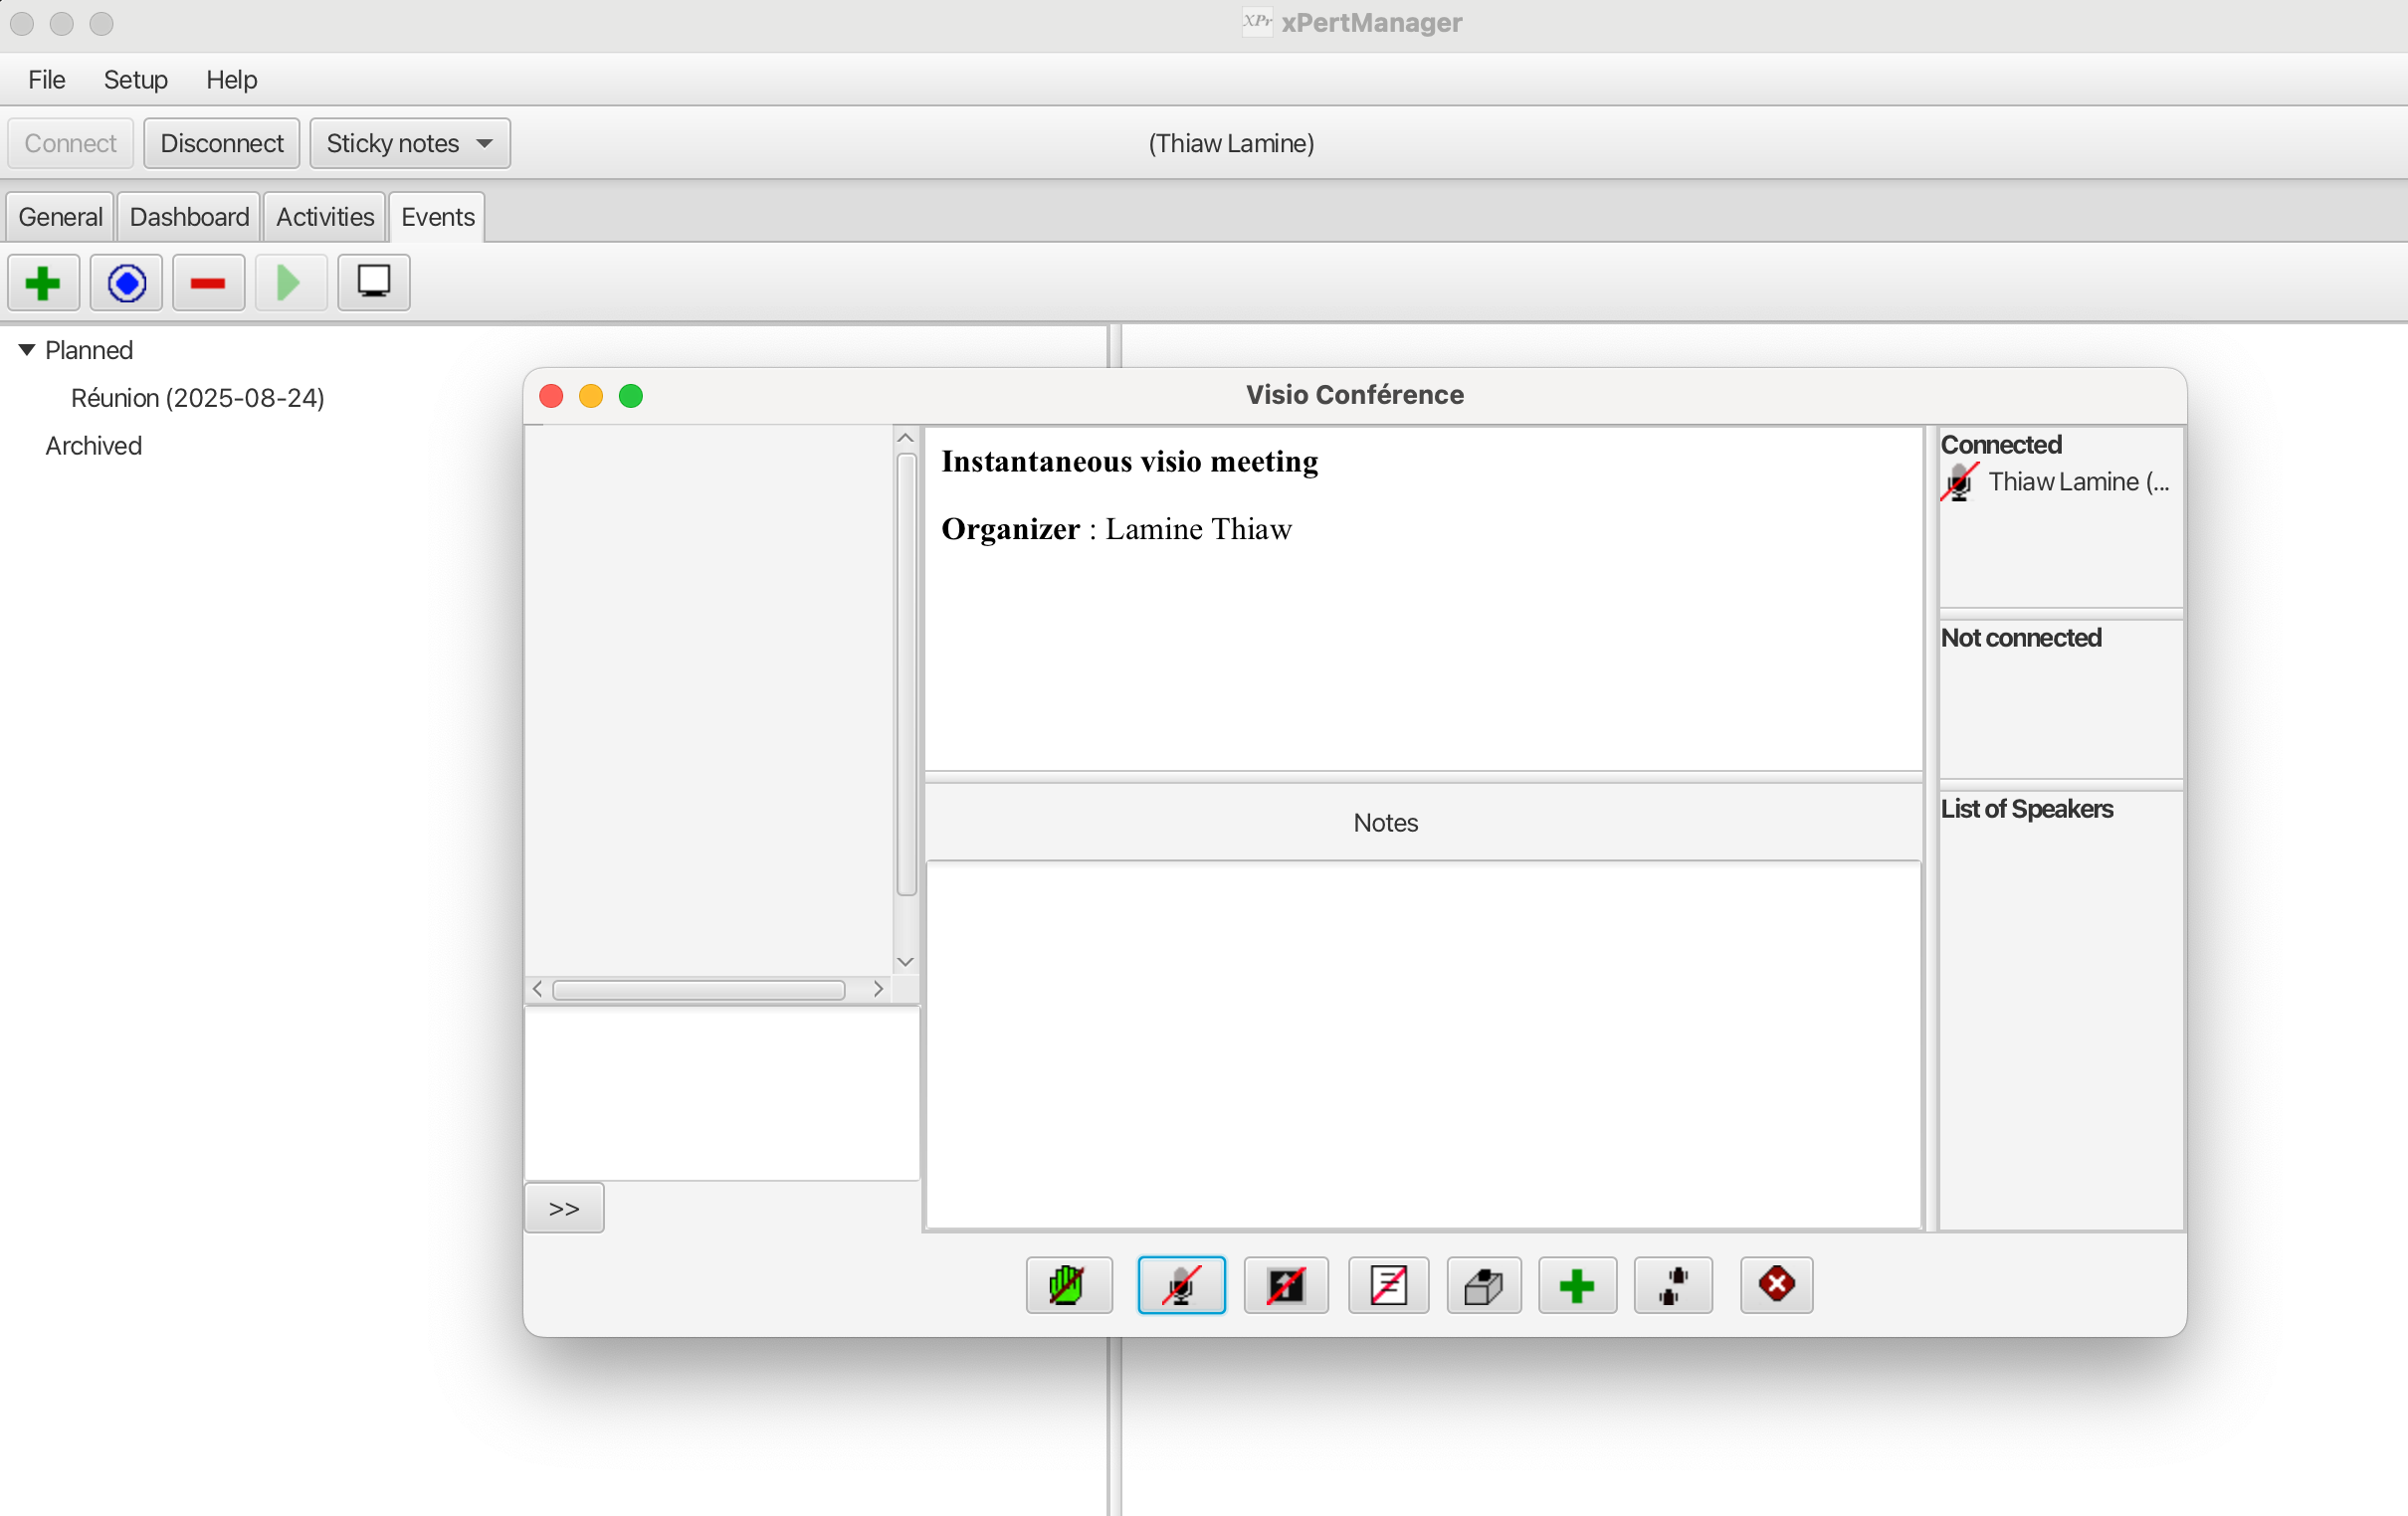 XPr xPertManager
File Setup Help
Connect Disconnect Sticky notes (Thiaw Lamine)
General Dashboard Activities Events
Planned
Réunion (2025-08-24)
Archived
Visio Conférence
Instantaneous visio meeting
Organizer : Lamine Thiaw
Notes
>>
Connected
Thiaw Lamine (...
Not connected
List of Speakers